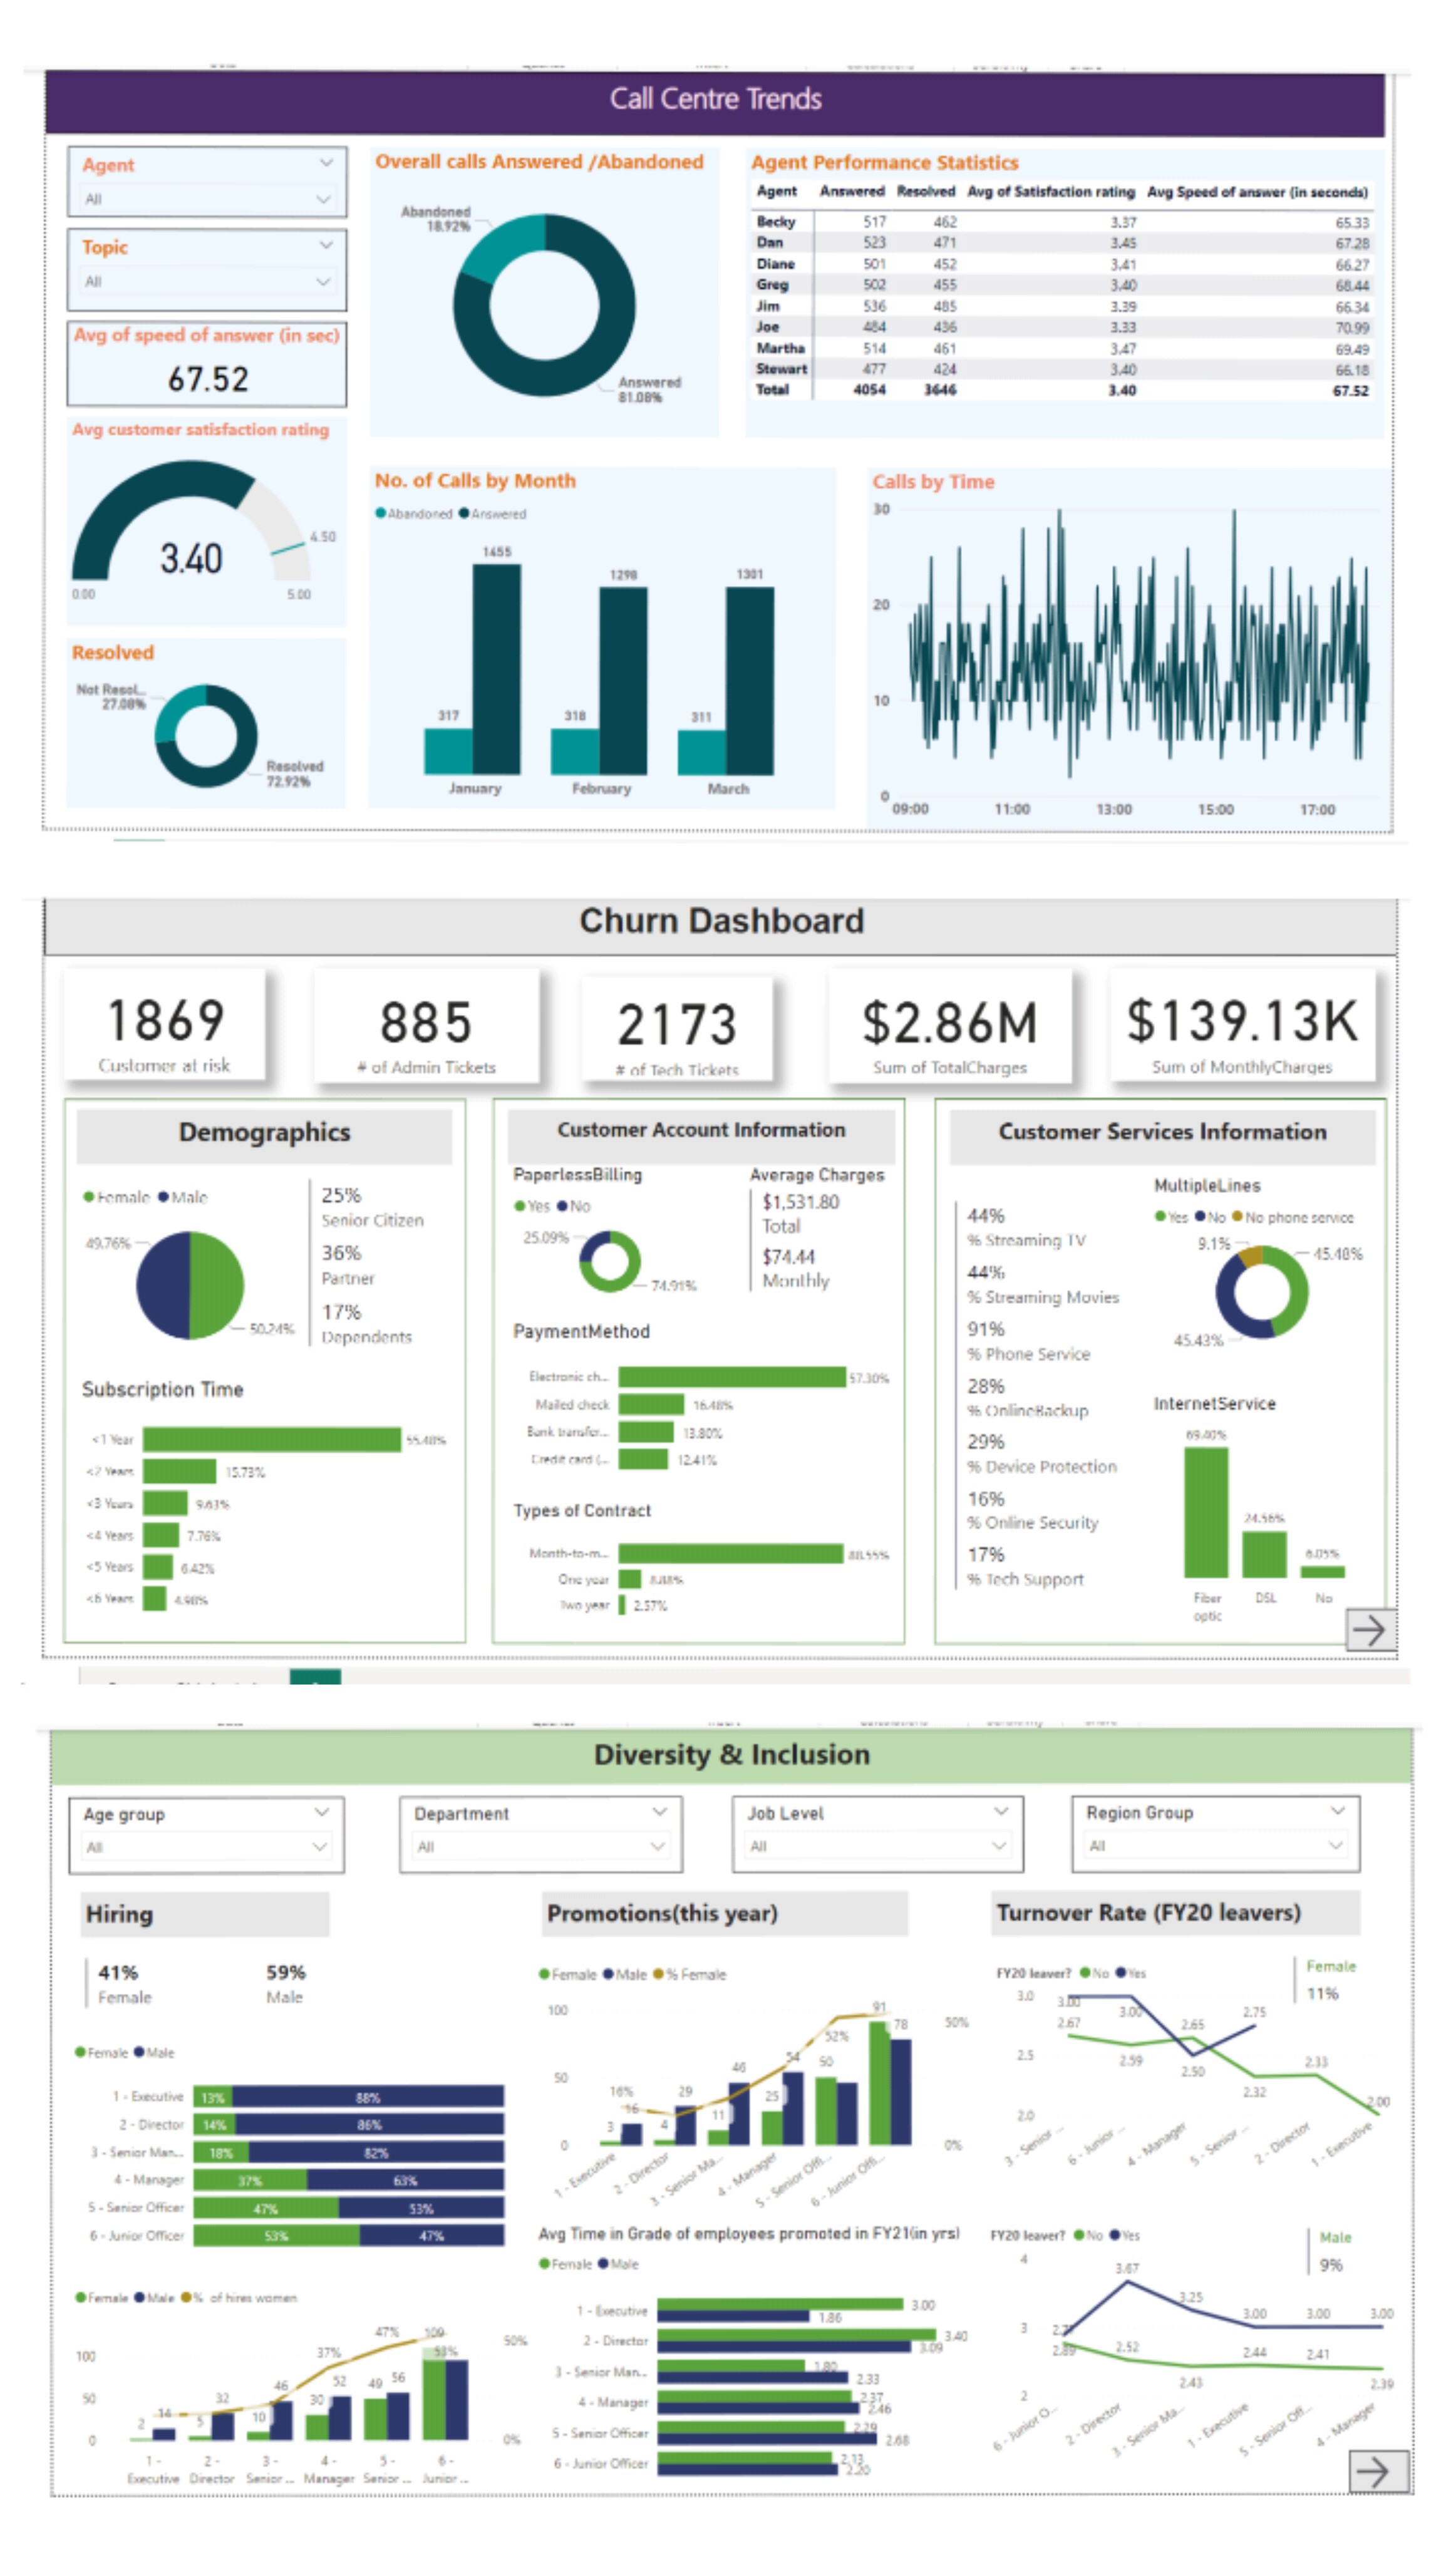 Call Centre Trends
Agent
All
Topic
All
Avg of speed of answer (in sec)
67.52
Avg customer satisfaction rating
3.40
4.50
0.00
5.00
Resolved
Not Resol...
27.08%
Resolved
72.92%
Overall calls Answered /Abandoned
Abandoned
18.92%
Answered
81.08%
Agent Performance Statistics
Agent Answered Resolved Avg of Satisfaction rating Avg Speed of answer (in seconds)
Becky 517 462 3.37 65.33
Dan 523 471 3.45 67.28
Diane 501 452 3.41 66.27
Greg 502 455 3.40 68.44
Jim 536 485 3.39 66.34
Joe 484 436 3.33 70.99
Martha 514 461 3.47 69.49
Stewart 477 424 3.40 66.18
Total 4054 3646 3.40 67.52
No. of Calls by Month
Abandoned Answered
1455
1298
1301
317
318
311
January February March
Calls by Time
30
20
10
0
09:00 11:00 13:00 15:00 17:00
Churn Dashboard
1869
Customer at risk
885
# of Admin Tickets
2173
# of Tech Tickets
$2.86M
Sum of TotalCharges
$139.13K
Sum of MonthlyCharges
Demographics
Female Male
49.76%
50.24%
25%
Senior Citizen
36%
Partner
17%
Dependents
Subscription Time
<1 Year 55.48%
<2 Years 15.73%
<3 Years 9.63%
<4 Years 7.76%
<5 Years 6.42%
<6 Years 4.98%
Customer Account Information
PaperlessBilling
Yes No
25.09%
74.91%
Average Charges
$1,531.80
Total
$74.44
Monthly
PaymentMethod
Electronic ch... 57.30%
Mailed check 16.48%
Bank transfer... 13.80%
Credit card (... 12.41%
Types of Contract
Month-to-m... 88.55%
One year 8.88%
Two year 2.57%
Customer Services Information
44%
% Streaming TV
44%
% Streaming Movies
91%
% Phone Service
28%
% OnlineBackup
29%
% Device Protection
16%
% Online Security
17%
% Tech Support
MultipleLines
Yes No No phone service
9.1%
45.48%
45.43%
InternetService
69.40%
24.56%
6.05%
Fiber optic
DSL
No
Diversity & Inclusion
Age group
All
Department
All
Job Level
All
Region Group
All
Hiring
41%
Female
59%
Male
Female Male
1 - Executive 13% 88%
2 - Director 14% 86%
3 - Senior Man... 18% 82%
4 - Manager 37% 63%
5 - Senior Officer 47% 53%
6 - Junior Officer 53% 47%
Female Male % of hires women
100
50
0
50%
0%
2 14
5 32
10 46
37%
30 52
47%
49 56
109
53%
1 - Executive
2 - Director
3 - Senior ...
4 - Manager
5 - Senior ...
6 - Junior ...
Promotions(this year)
Female Male % Female
100
50
0
50%
0%
16%
3 16
4 29
11 46
25 54
52%
50
91 78
1 - Executive
2 - Director
3 - Senior Ma...
4 - Manager
5 - Senior Offi...
6 - Junior Offi...
Avg Time in Grade of employees promoted in FY21(in yrs)
Female Male
1 - Executive 3.00 1.86
2 - Director 3.40 3.09
3 - Senior Man... 1.80 2.33
4 - Manager 2.37 2.46
5 - Senior Officer 2.29 2.68
6 - Junior Officer 2.13 2.20
Turnover Rate (FY20 leavers)
FY20 leaver? No Yes
Female
11%
3.0
2.5
2.0
3.00
2.67
3.00
2.59
2.65
2.50
2.75
2.32
2.33
2.00
3 - Senior ...
6 - Junior ...
4 - Manager
5 - Senior ...
2 - Director
1 - Executive
FY20 leaver? No Yes
Male
9%
4
3
2
3.67
3.25
3.00
3.00
3.00
2.52
2.43
2.44
2.41
2.39
6 - Junior O...
2 - Director
3 - Senior Ma...
1 - Executive
5 - Senior Off...
4 - Manager